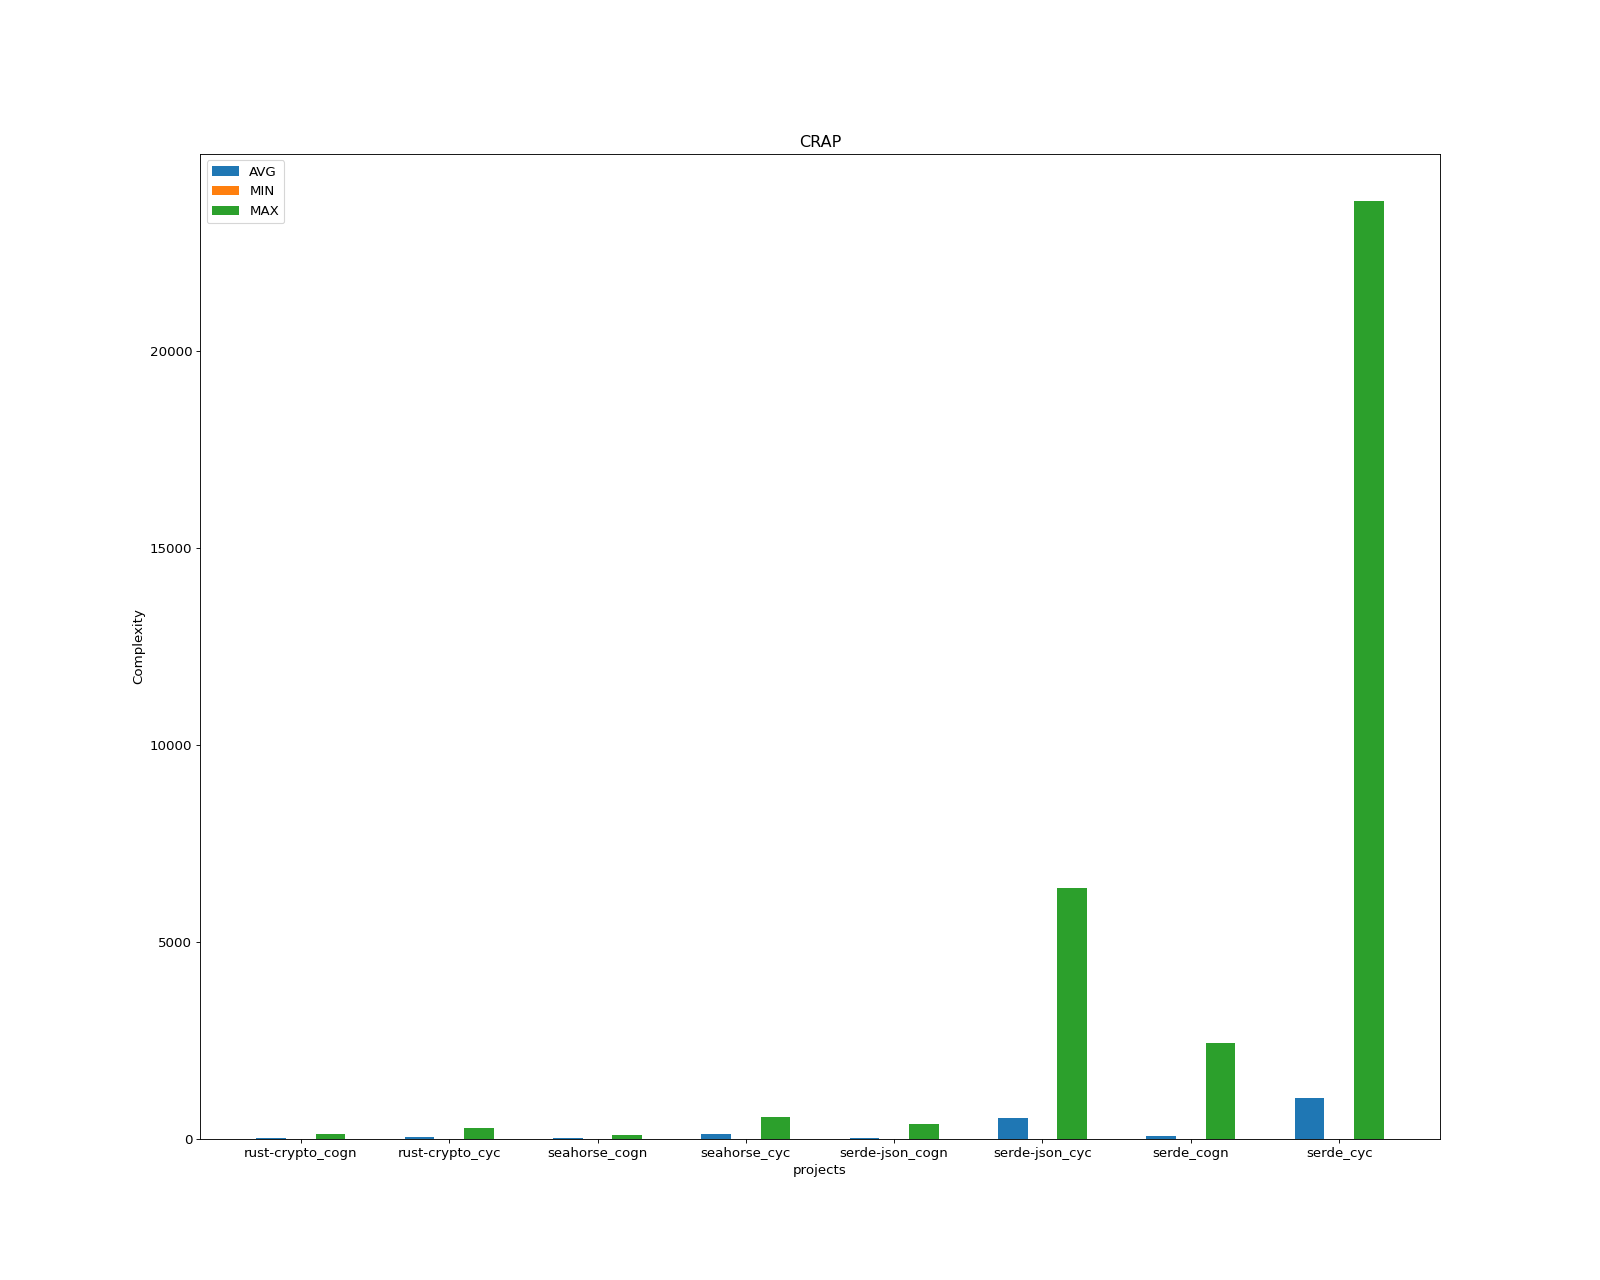 CRAP
AVG
MIN
MAX
Complexity
20000
15000
10000
5000
0
rust-crypto_cogn rust-crypto_cyc seahorse_cogn seahorse_cyc serde-json_cogn serde-json_cyc serde_cogn serde_cyc
projects